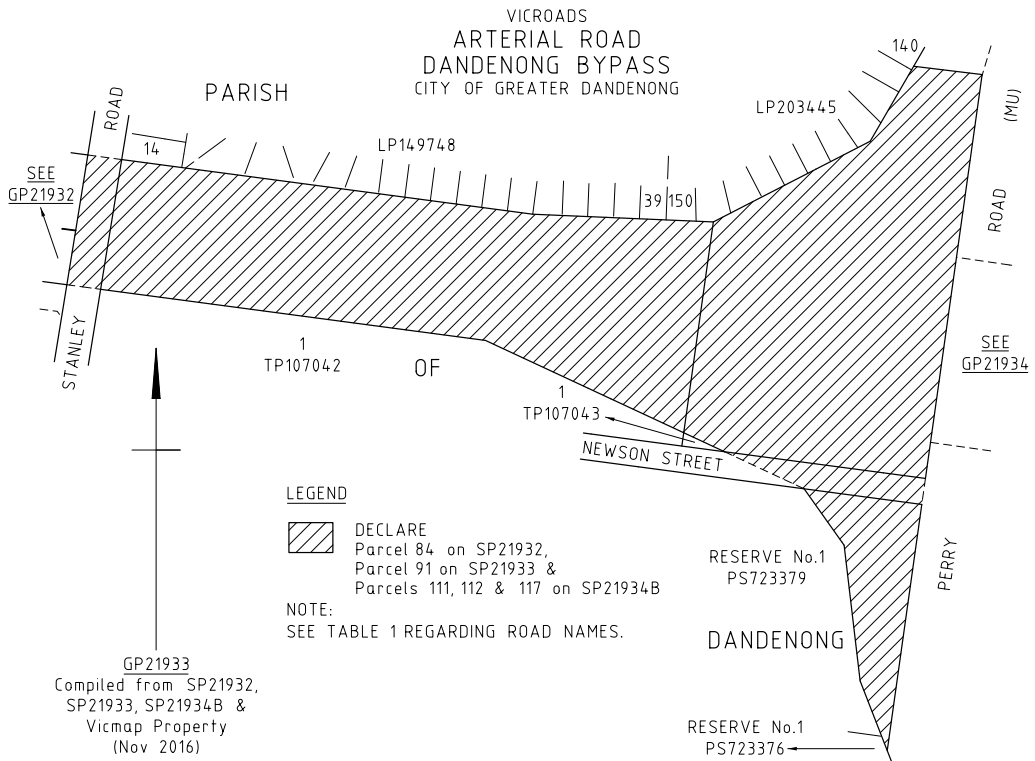 VICROADS
ARTERIAL ROAD
DANDENONG BYPASS
CITY OF GREATER DANDENONG
140
PARISH
LP203445
(MU)
ROAD
14
LP149748
SEE
GP21932
39 150
ROAD
STANLEY
1
TP107042
OF
SEE
GP21934
1
TP107043
NEWSON STREET
LEGEND
DECLARE
Parcel 84 on SP21932,
Parcel 91 on SP21933 &
Parcels 111, 112 & 117 on SP21934B
NOTE:
SEE TABLE 1 REGARDING ROAD NAMES.
RESERVE No.1
PS723379
PERRY
DANDENONG
GP21933
Compiled from SP21932,
SP21933, SP21934B &
Vicmap Property
(Nov 2016)
RESERVE No.1
PS723376